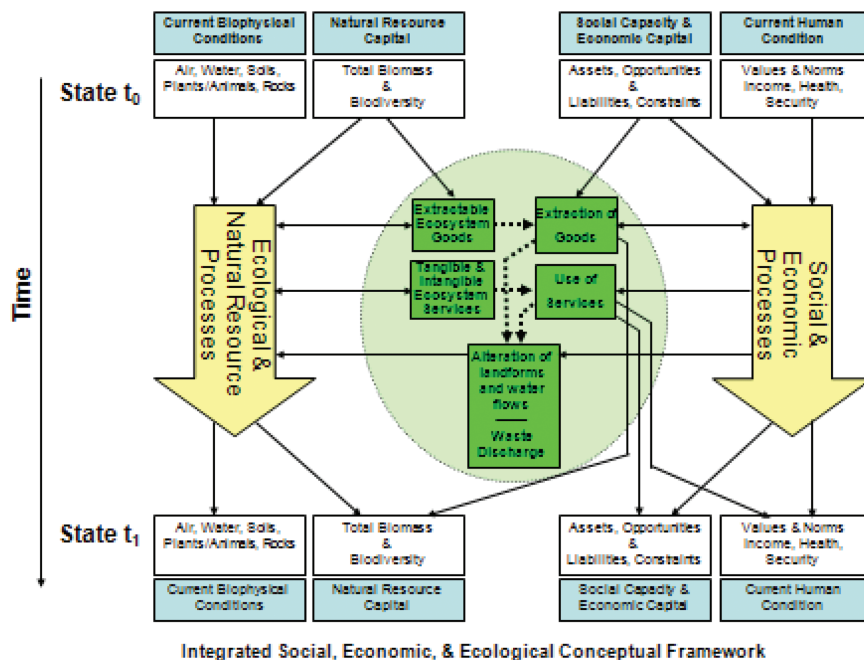 Current Biophysical
Conditions
Natural Resource
Capital
Social Capacity &
Economic Capital
Current Human
Condition
State t0
Air, Water, Soils,
Plants/Animals, Rocks
Total Biomass
&
Biodiversity
Assets, Opportunities
&
Liabilities, Constraints
Values & Norms
Income, Health,
Security
Time
Ecological &
Natural Resource
Processes
Extractable
Ecosystem
Goods
Extraction of
Goods
Tangible &
Intangible
Ecosystem
Services
Use of
Services
Alteration of
landforms
and water
flows
Waste
Discharge
Social &
Economic
Processes
State t1
Air, Water, Soils,
Plants/Animals, Rocks
Total Biomass
&
Biodiversity
Assets, Opportunities
&
Liabilities, Constraints
Values & Norms
Income, Health,
Security
Current Biophysical
Conditions
Natural Resource
Capital
Social Capacity &
Economic Capital
Current Human
Condition
Integrated Social, Economic, & Ecological Conceptual Framework